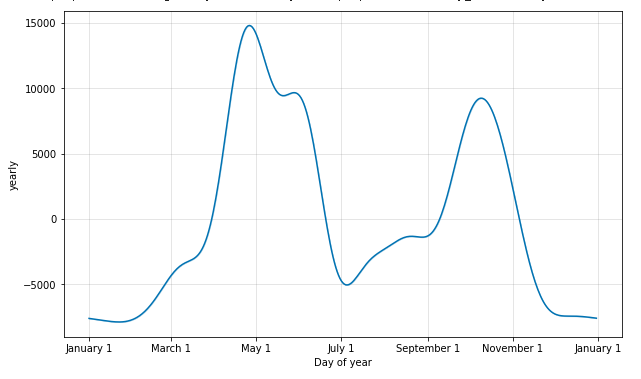 15000
10000
5000
0
−5000
yearly
January 1 March 1 May 1 July 1 September 1 November 1 January 1
Day of year